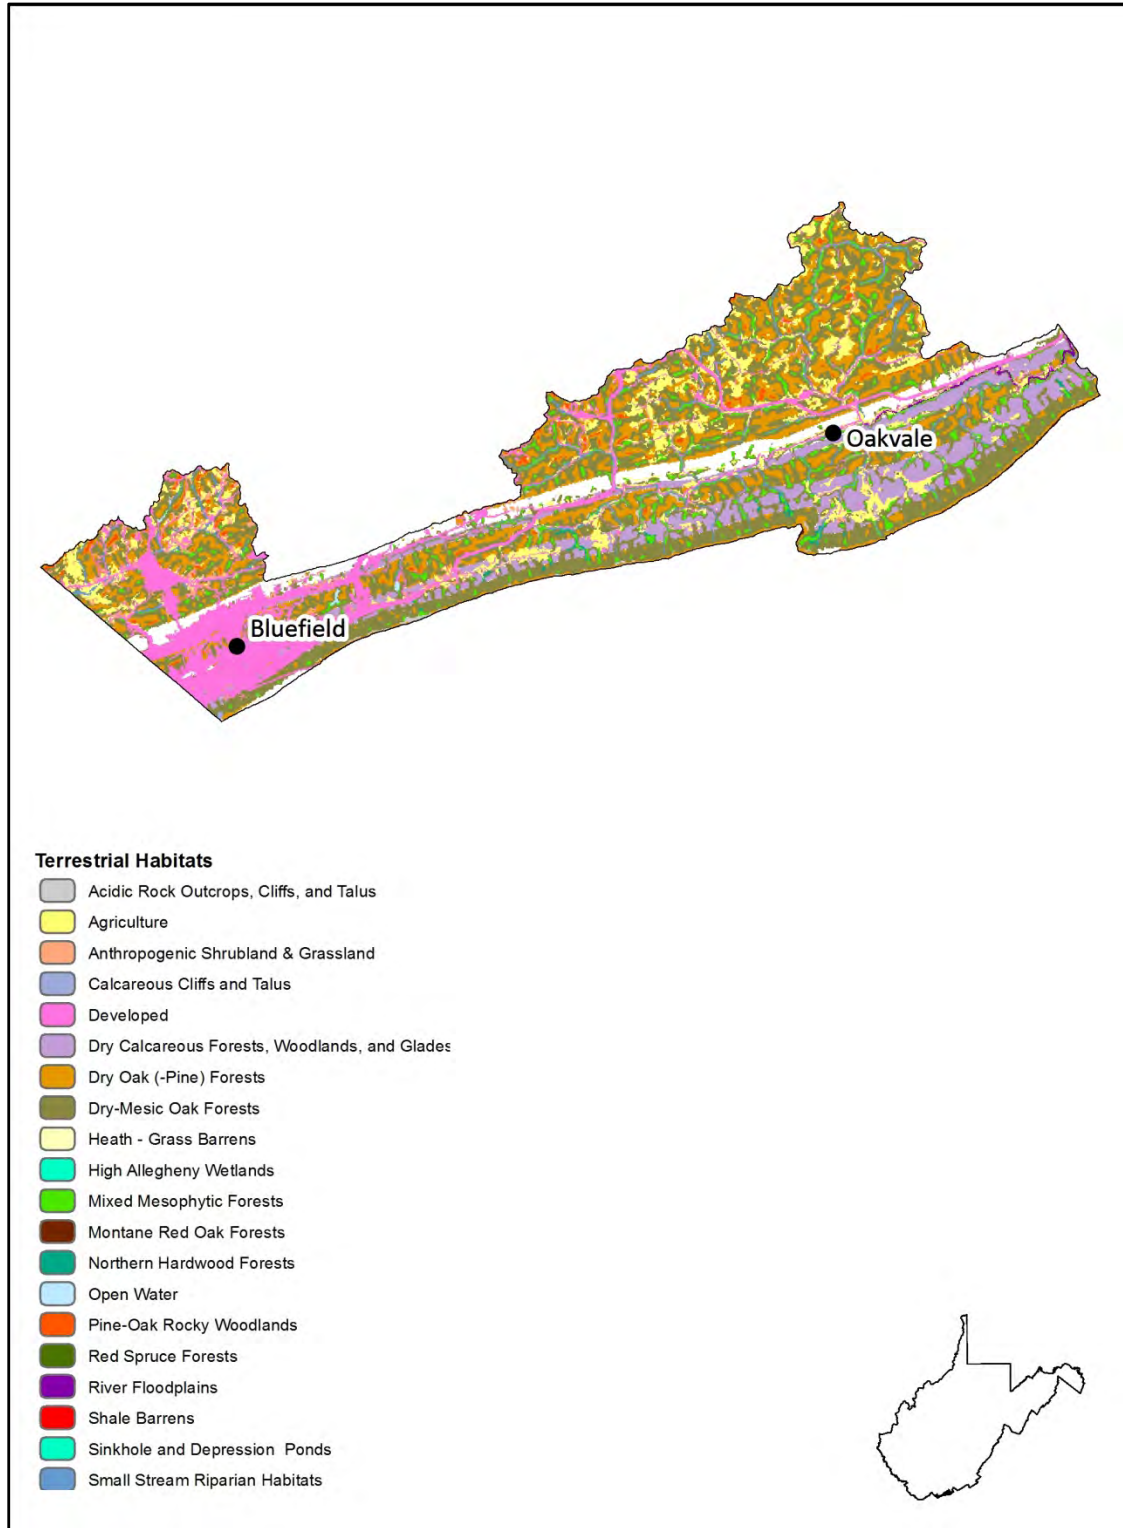 Oakvale
Bluefield
Terrestrial Habitats
Acidic Rock Outcrops, Cliffs, and Talus
Agriculture
Anthropogenic Shrubland & Grassland
Calcareous Cliffs and Talus
Developed
Dry Calcareous Forests, Woodlands, and Glades
Dry Oak (-Pine) Forests
Dry-Mesic Oak Forests
Heath - Grass Barrens
High Allegheny Wetlands
Mixed Mesophytic Forests
Montane Red Oak Forests
Northern Hardwood Forests
Open Water
Pine-Oak Rocky Woodlands
Red Spruce Forests
River Floodplains
Shale Barrens
Sinkhole and Depression Ponds
Small Stream Riparian Habitats